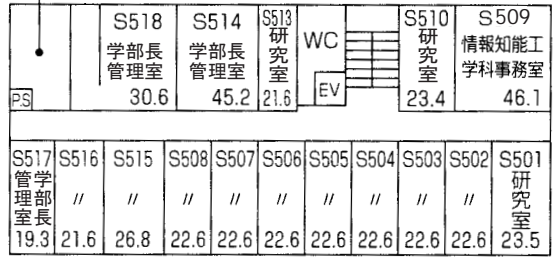 S518
学部長
管理室
30.6
S514
学部長
管理室
45.2
S513
研究室
21.6
WC
EV
S510
研究室
23.4
S509
情報知能工
学科事務室
46.1
P.S
S517
学部長
管理室
19.3
S516
〃
21.6
S515
〃
26.8
S508
〃
22.6
S507
〃
22.6
S506
〃
22.6
S505
〃
22.6
S504
〃
22.6
S503
〃
22.6
S502
〃
22.6
S501
研究室
23.5